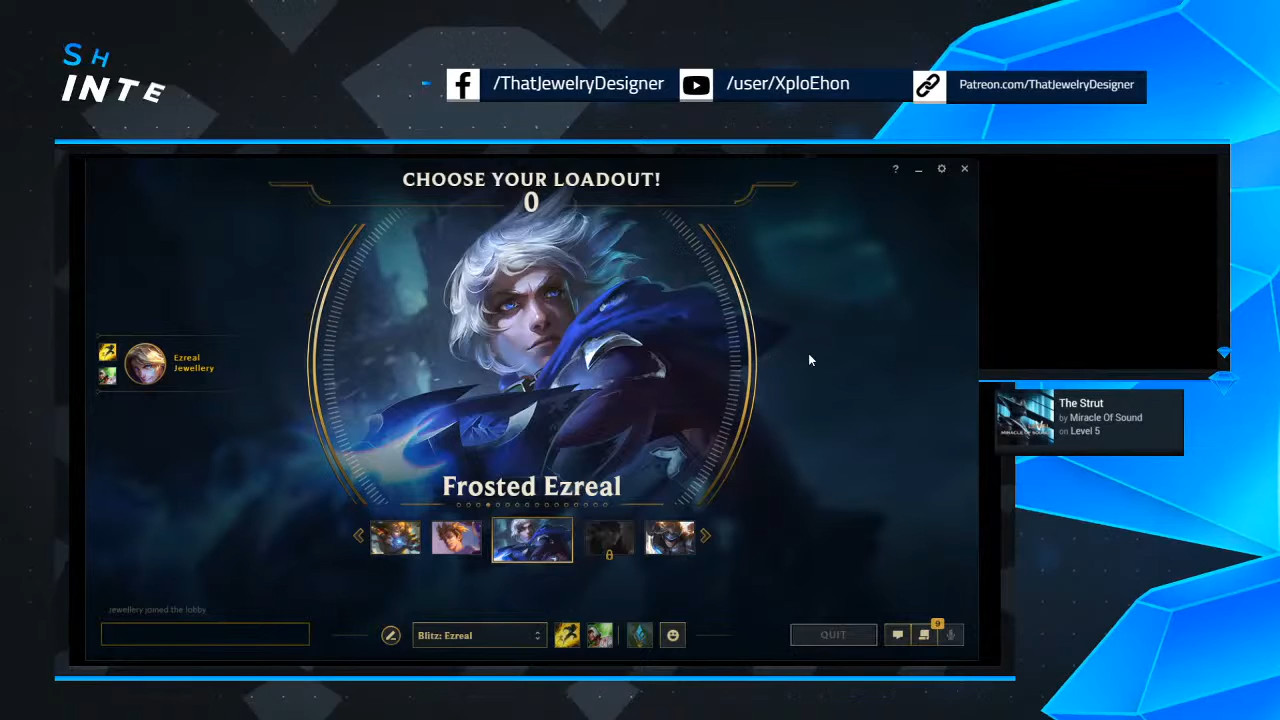 SH
INTE
/ThatJewelryDesigner
/user/XploEhon
Patreon.com/ThatJewelryDesigner
CHOOSE YOUR LOADOUT!
0
?
Ezreal
Jewellery
The Strut
by Miracle Of Sound
on Level 5
Frosted Ezreal
Jewellery joined the lobby
Blitz: Ezreal
QUIT
9